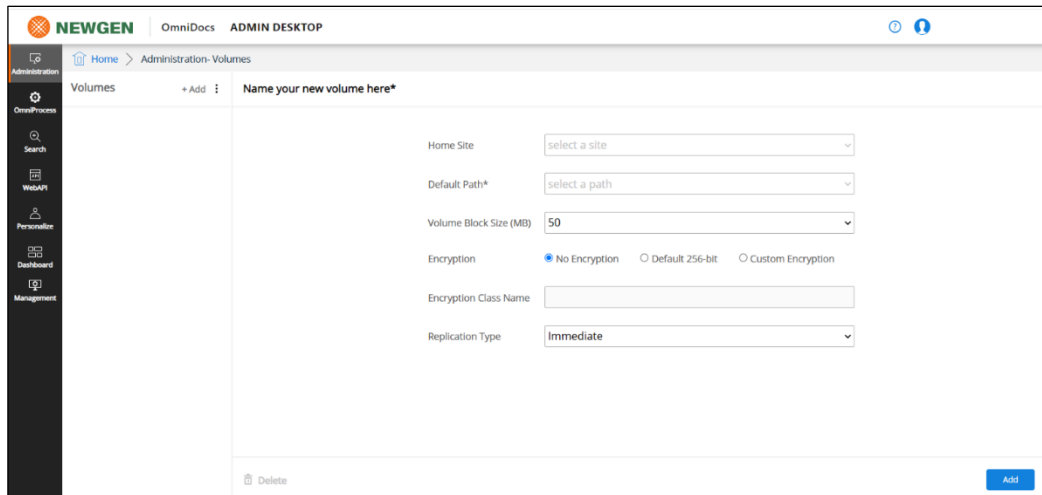 NEWGEN OmniDocs ADMIN DESKTOP
Home Administration- Volumes
Administration
OmniProcess
Search
WebAPI
Personalize
Dashboard
Management
Volumes + Add
Name your new volume here*
Home Site select a site
Default Path* select a path
Volume Block Size (MB) 50
Encryption No Encryption Default 256-bit Custom Encryption
Encryption Class Name
Replication Type Immediate
Delete Add